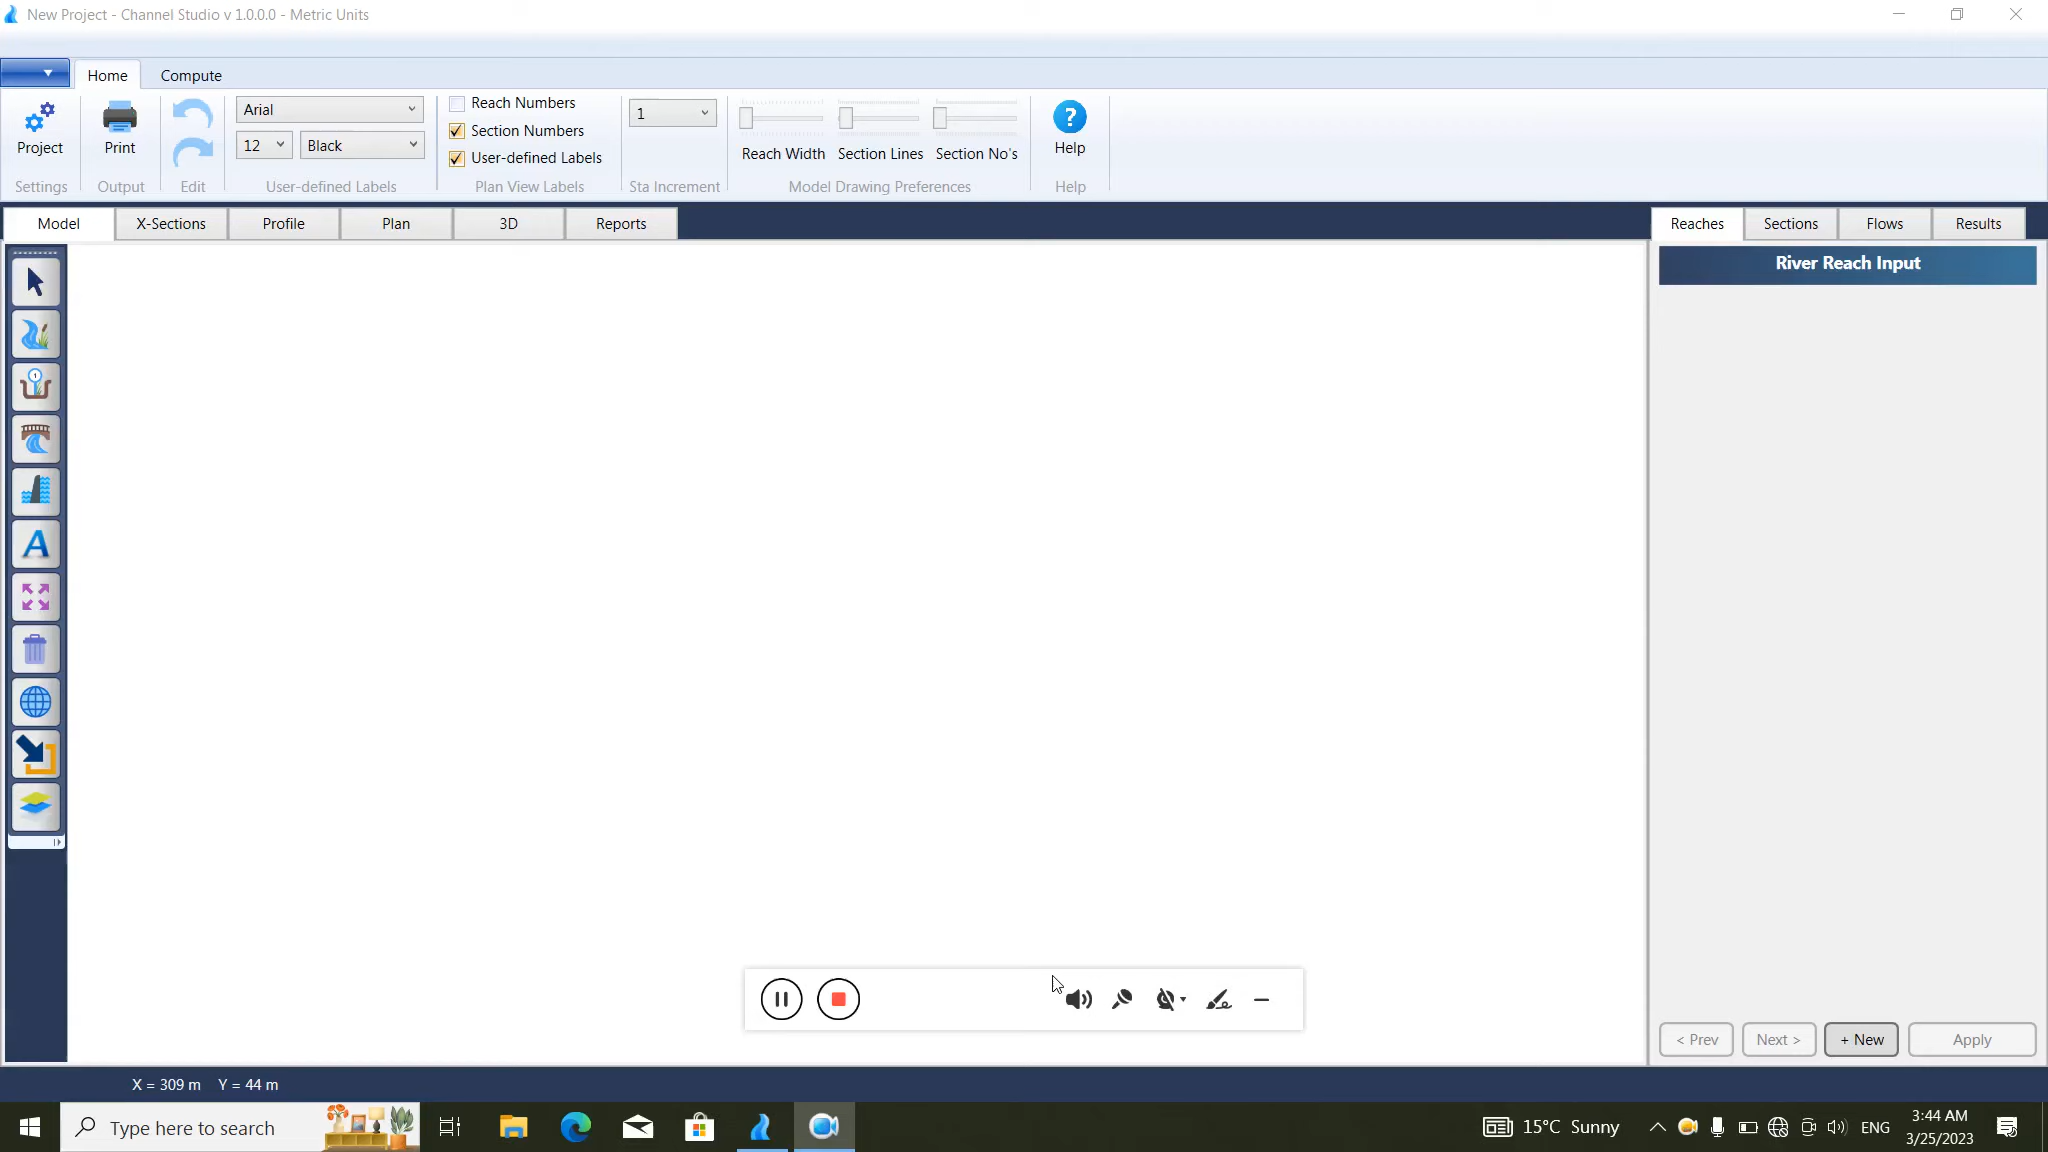 New Project - Channel Studio v 1.0.0.0 - Metric Units
Home Compute
Arial
12 Black
Reach Numbers
Section Numbers
User-defined Labels
1
Project Print Reach Width Section Lines Section No's Help
Settings Output Edit User-defined Labels Plan View Labels Sta Increment Model Drawing Preferences Help
Model X-Sections Profile Plan 3D Reports Reaches Sections Flows Results
River Reach Input
A
< Prev Next > + New Apply
X = 309 m Y = 44 m
Type here to search
15°C Sunny ENG
3:44 AM
3/25/2023